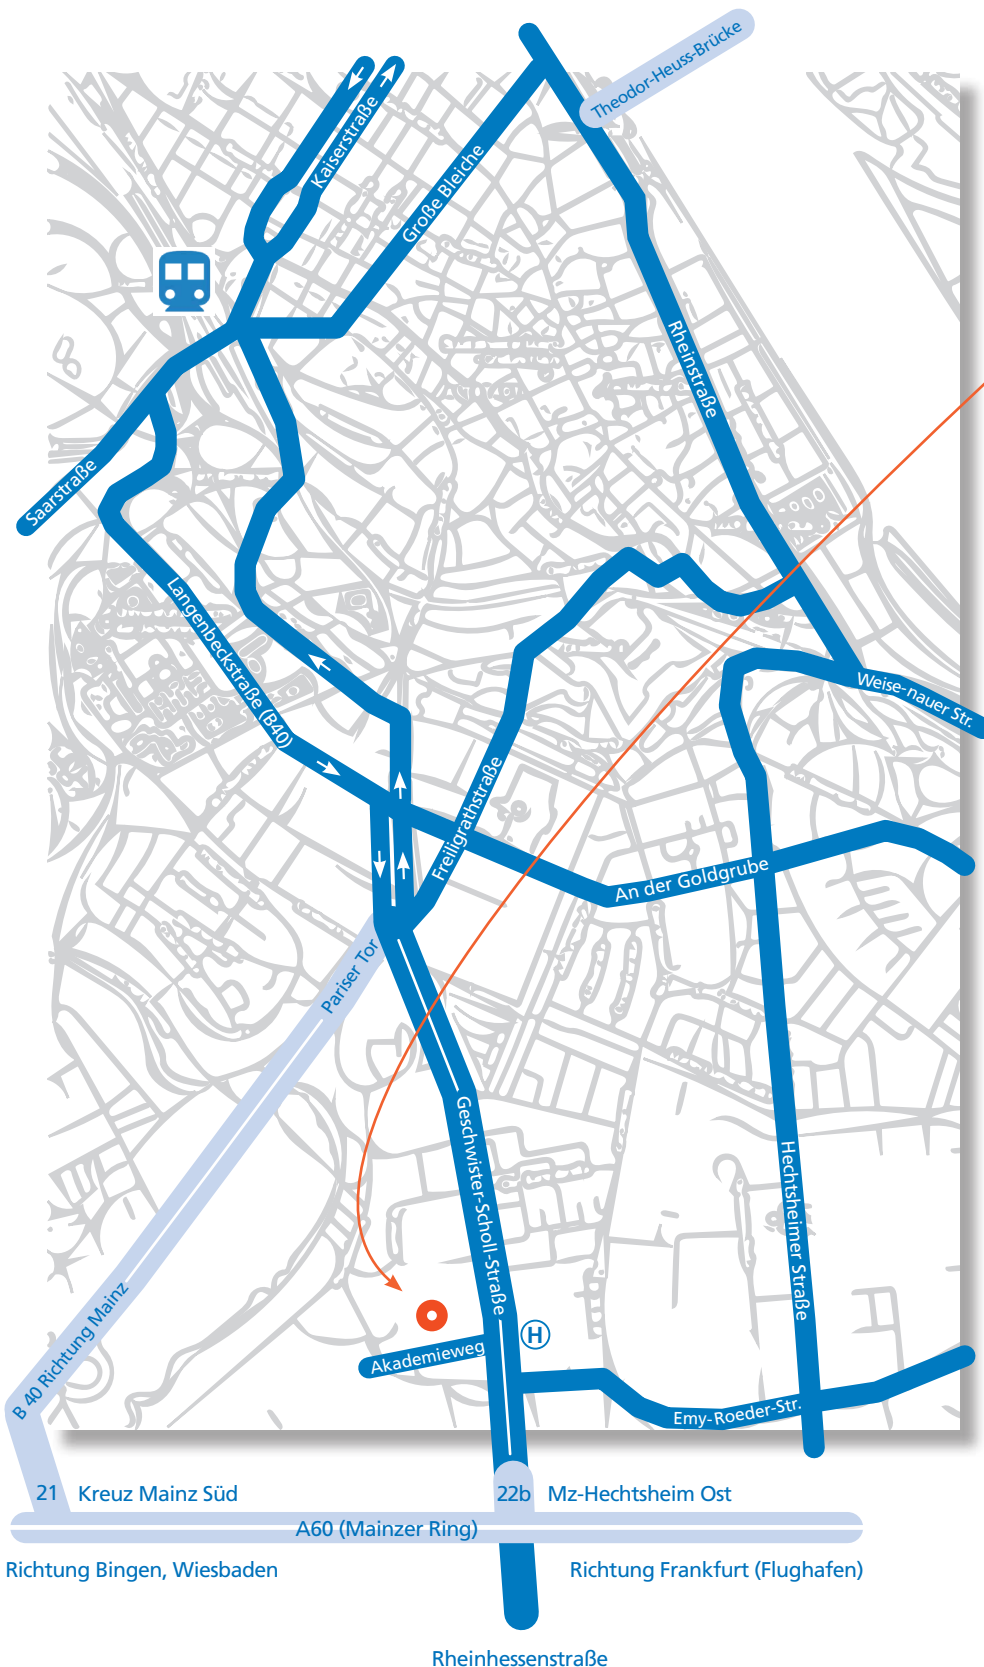 Theodor-Heuss-Brücke
Kaiserstraße
Große Bleiche
Rheinstraße
Saarstraße
Langenbeckstraße (B40)
Weise-nauer Str.
Freiligrathstraße
An der Goldgrube
Pariser Tor
Geschwister-Scholl-Straße
Hechtsheimer Straße
B 40 Richtung Mainz
H
Akademieweg
Emy-Roeder-Str.
21 Kreuz Mainz Süd
22b Mz-Hechtsheim Ost
A60 (Mainzer Ring)
Richtung Bingen, Wiesbaden
Richtung Frankfurt (Flughafen)
Rheinhessenstraße